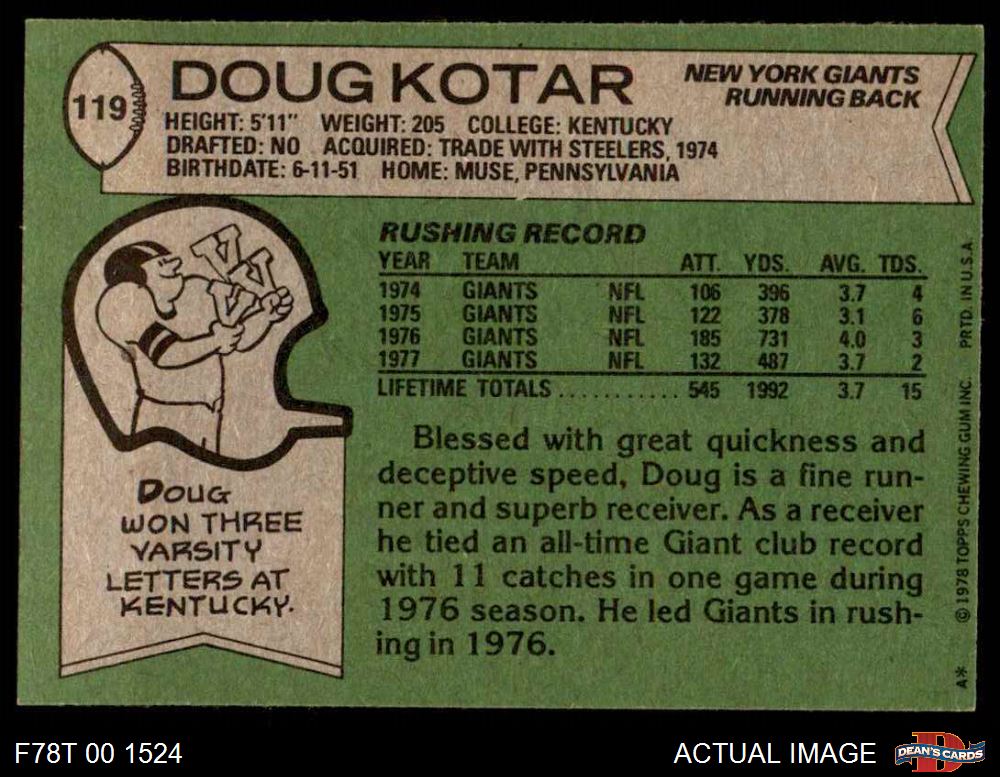 119
DOUG KOTAR
NEW YORK GIANTS
RUNNING BACK
HEIGHT: 5'11" WEIGHT: 205 COLLEGE: KENTUCKY
DRAFTED: NO ACQUIRED: TRADE WITH STEELERS, 1974
BIRTHDATE: 6-11-51 HOME: MUSE, PENNSYLVANIA
RUSHING RECORD
YEAR TEAM ATT. YDS. AVG. TDS.
1974 GIANTS NFL 106 396 3.7 4
1975 GIANTS NFL 122 378 3.1 6
1976 GIANTS NFL 185 731 4.0 3
1977 GIANTS NFL 132 487 3.7 2
LIFETIME TOTALS ........... 545 1992 3.7 15
Blessed with great quickness and
deceptive speed, Doug is a fine run-
ner and superb receiver. As a receiver
he tied an all-time Giant club record
with 11 catches in one game during
1976 season. He led Giants in rush-
ing in 1976.
V V V
DOUG
WON THREE
VARSITY
LETTERS AT
KENTUCKY.
A* © 1978 TOPPS CHEWING GUM INC. PRTD. IN U.S.A.
F78T 00 1524
ACTUAL IMAGE
D
DEAN'S CARDS